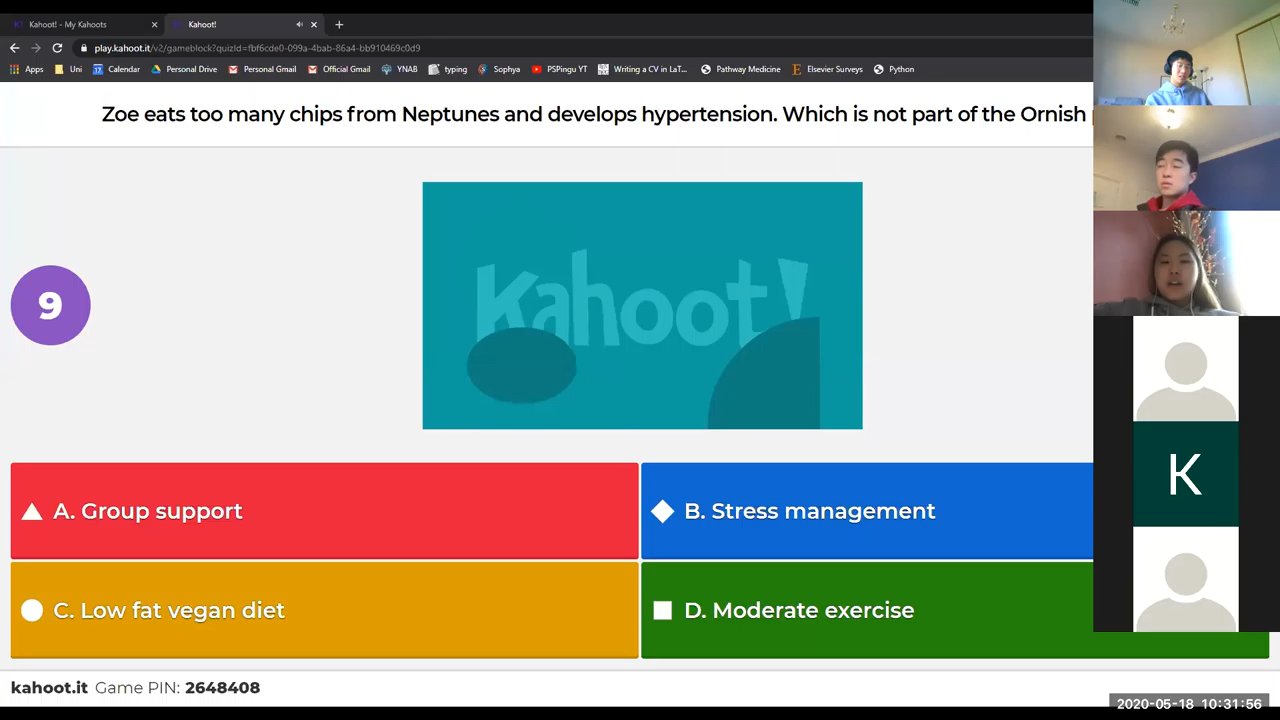 Kahoot! - My Kahoots
Kahoot!
play.kahoot.it/v2/gameblock?quizId=fbf6cde0-099a-4bab-86a4-bb910469c0d9
Apps Uni Calendar Personal Drive Personal Gmail Official Gmail YNAB typing Sophya PSPingu YT Writing a CV in LaT... Pathway Medicine Elsevier Surveys Python
Zoe eats too many chips from Neptunes and develops hypertension. Which is not part of the Ornish
Kahoot!
9
A. Group support
B. Stress management
C. Low fat vegan diet
D. Moderate exercise
K
kahoot.it Game PIN: 2648408
2020-05-18 10:31:56